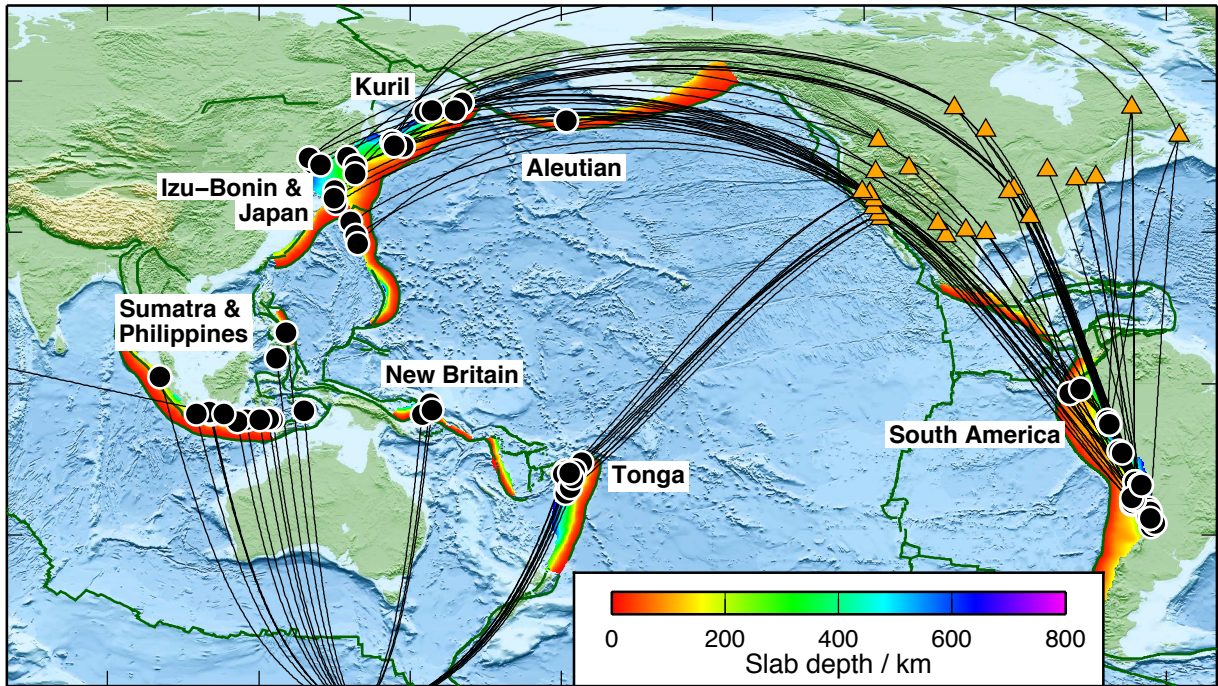 Kuril
Aleutian
Izu–Bonin &
Japan
Sumatra &
Philippines
New Britain
South America
Tonga
0 200 400 600 800
Slab depth / km